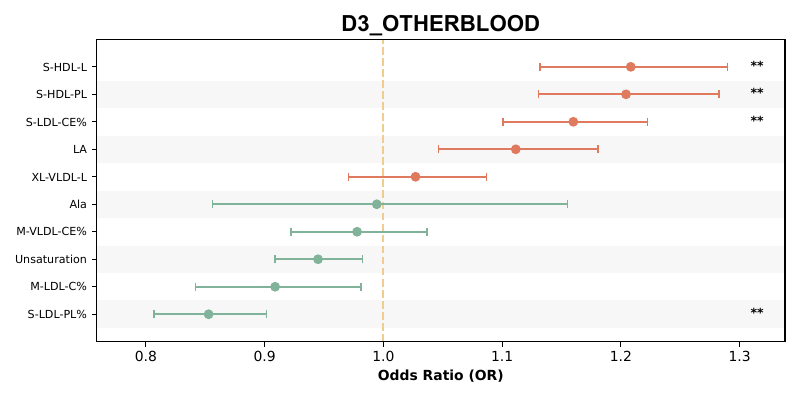 D3_OTHERBLOOD
S-HDL-L **
S-HDL-PL **
S-LDL-CE% **
LA
XL-VLDL-L
Ala
M-VLDL-CE%
Unsaturation
M-LDL-C%
S-LDL-PL% **
0.8 0.9 1.0 1.1 1.2 1.3
Odds Ratio (OR)